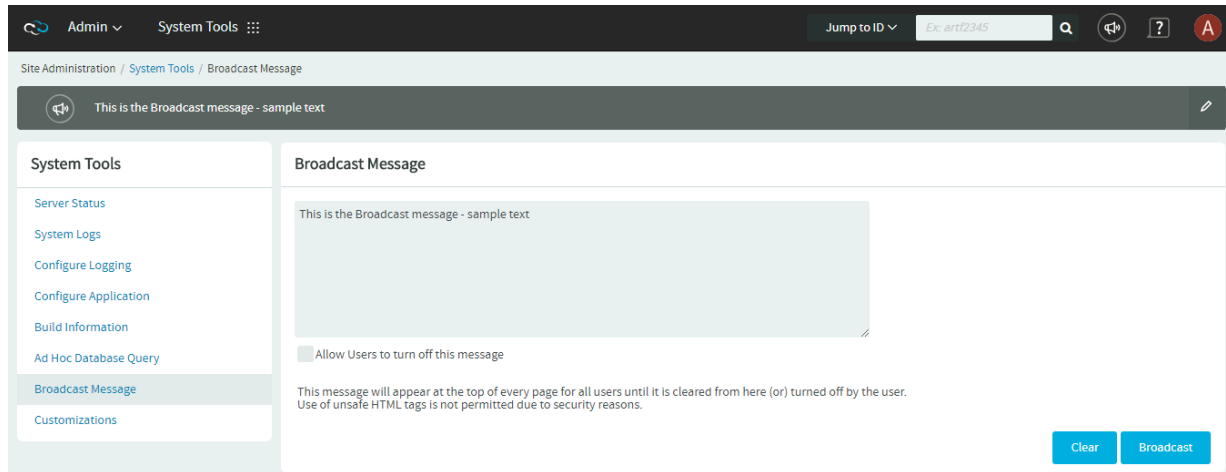 Admin System Tools Jump to ID Ex: artf2345 ? A
Site Administration / System Tools / Broadcast Message
This is the Broadcast message - sample text
System Tools
Server Status
System Logs
Configure Logging
Configure Application
Build Information
Ad Hoc Database Query
Broadcast Message
Customizations
Broadcast Message
This is the Broadcast message - sample text
Allow Users to turn off this message
This message will appear at the top of every page for all users until it is cleared from here (or) turned off by the user.
Use of unsafe HTML tags is not permitted due to security reasons.
Clear Broadcast